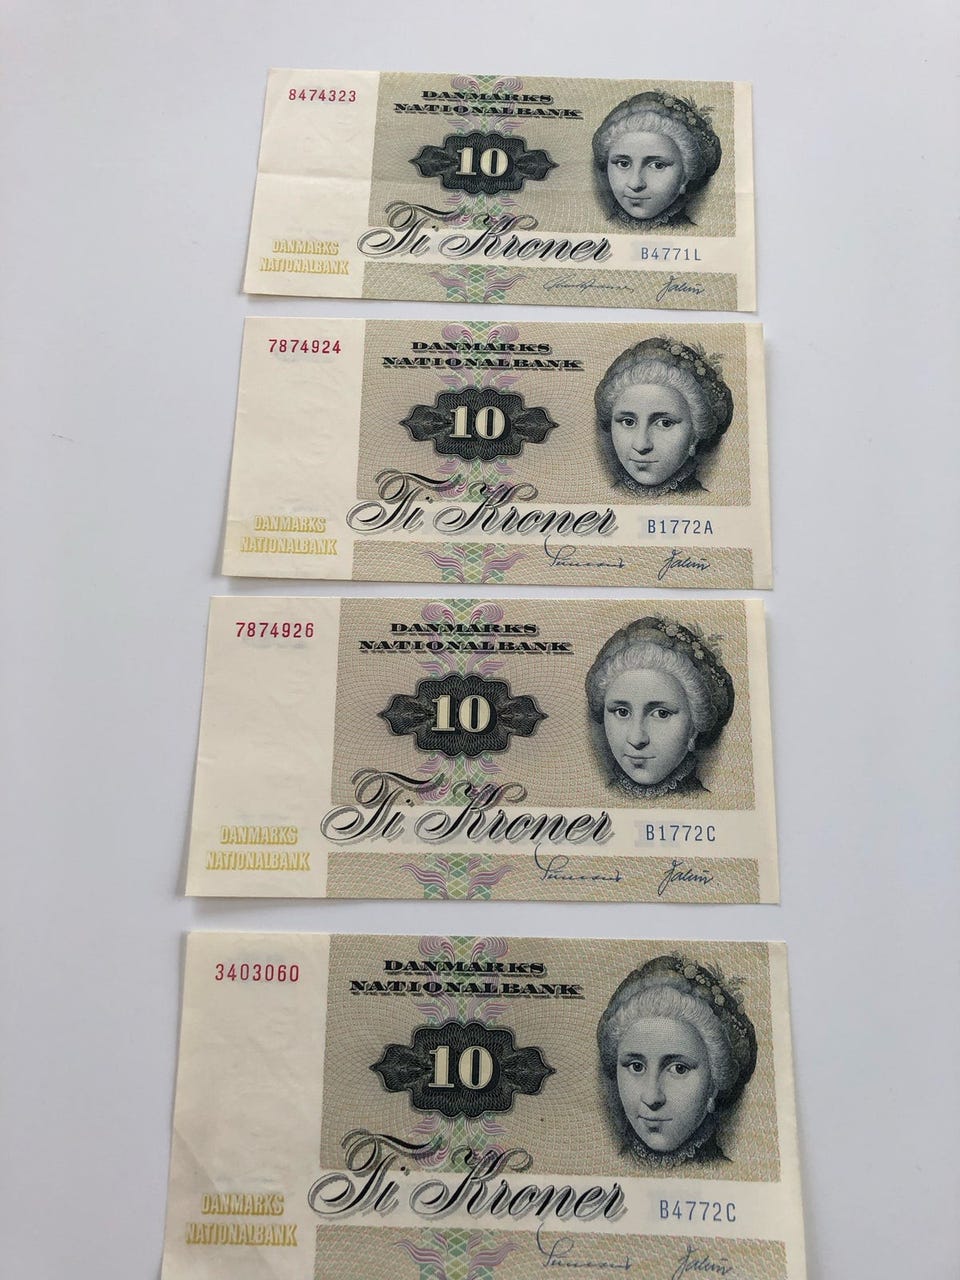 8474323
DANMARKS
NATIONALBANK
10
Ti Kroner
B4771L
DANMARKS
NATIONALBANK
7874924
DANMARKS
NATIONALBANK
10
Ti Kroner
B1772A
DANMARKS
NATIONALBANK
7874926
DANMARKS
NATIONALBANK
10
Ti Kroner
B1772C
DANMARKS
NATIONALBANK
3403060
DANMARKS
NATIONALBANK
10
Ti Kroner
B4772C
DANMARKS
NATIONALBANK